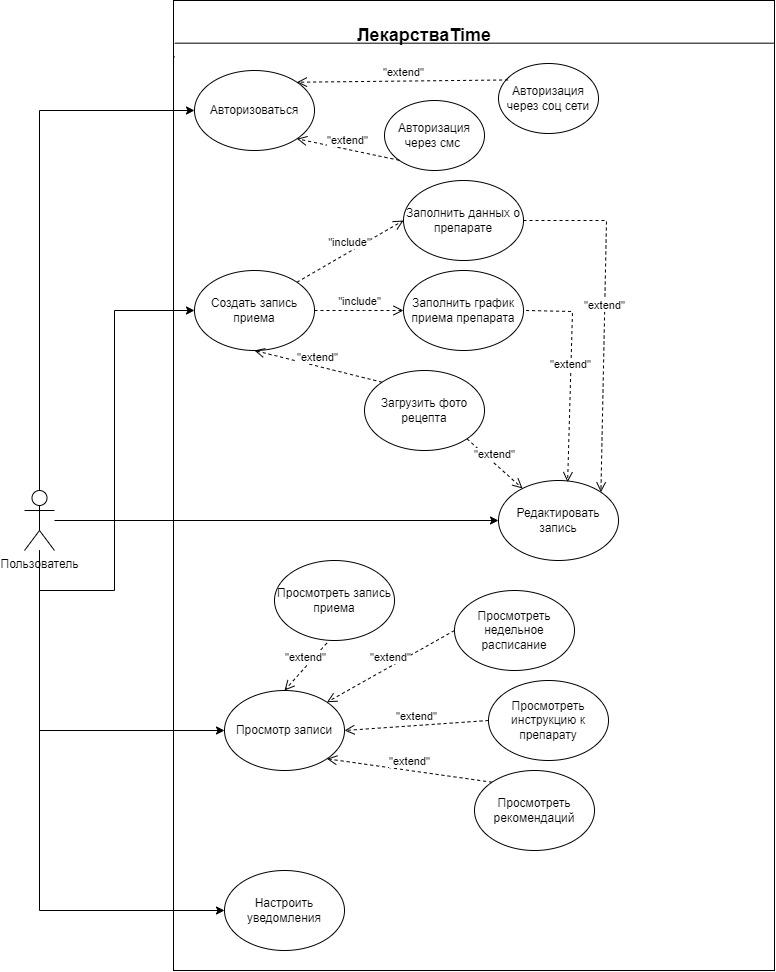 ЛекарстваTime
"extend"
Авторизация
через соц сети
Авторизоваться
Авторизация
через смс
"extend"
Заполнить данных о
препарате
"include"
Создать запись
приема
"include"
Заполнить график
приема препарата
"extend"
"extend"
"extend"
Загрузить фото
рецепта
"extend"
Редактировать
запись
Пользователь
Просмотреть запись
приема
Просмотреть
недельное
расписание
"extend"
"extend"
Просмотр записи
"extend"
Просмотреть
инструкцию к
препарату
"extend"
Просмотреть
рекомендаций
Настроить
уведомления